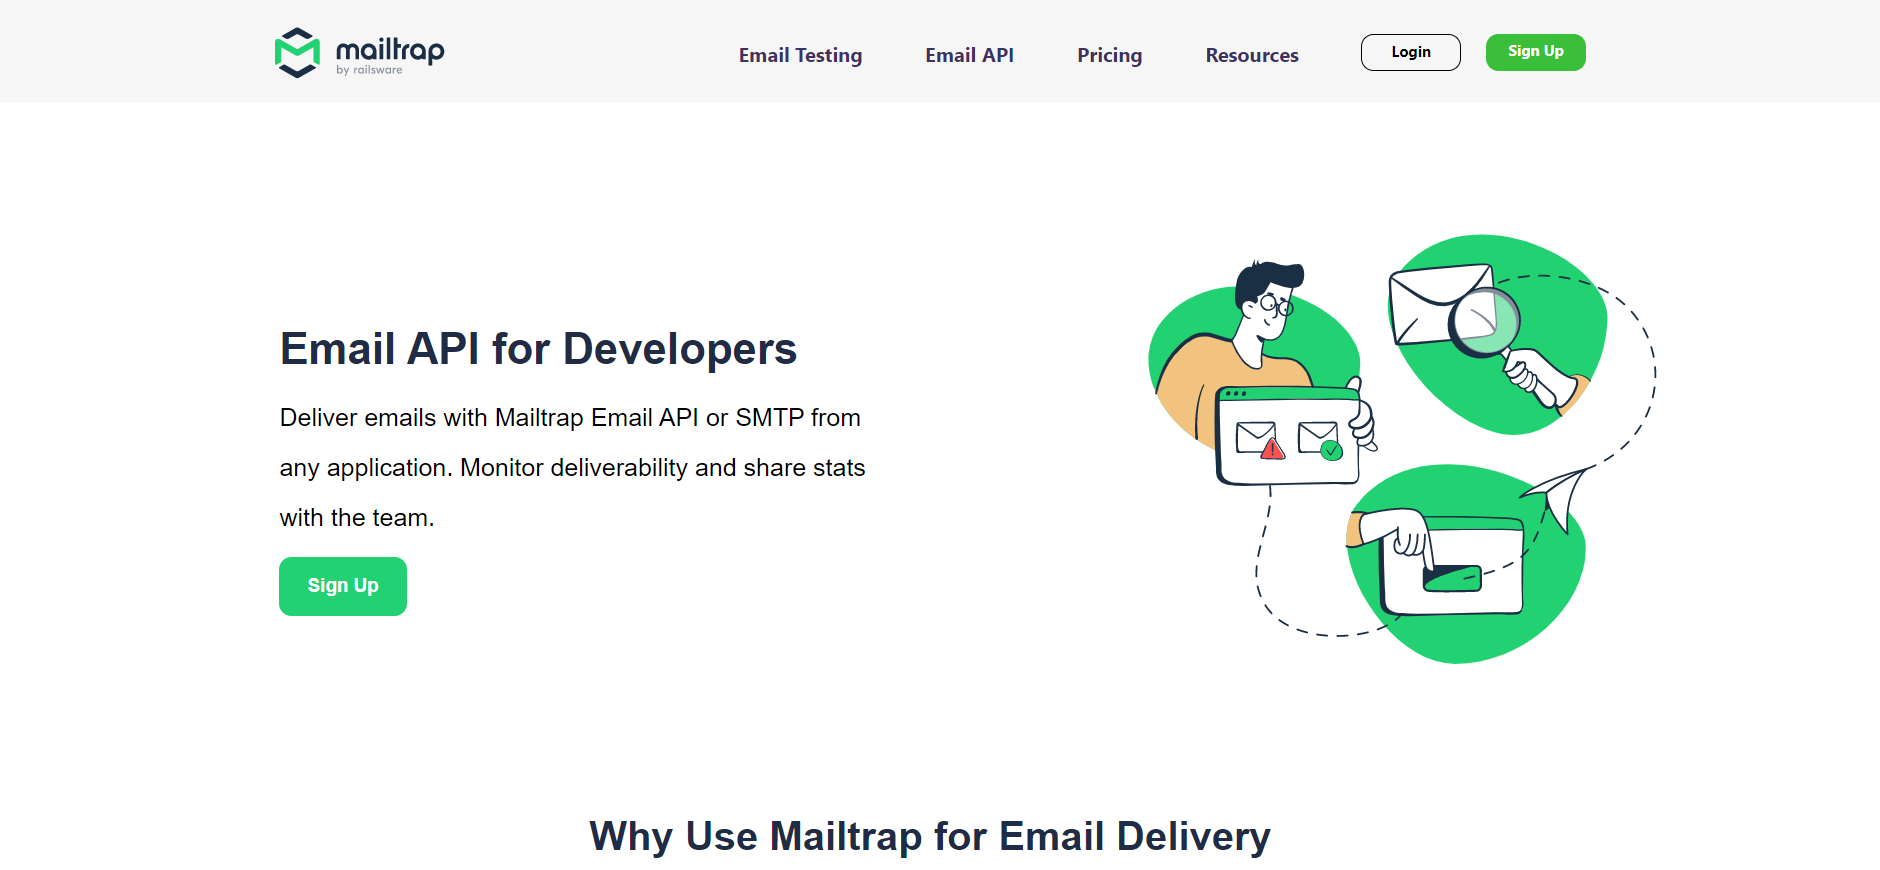 mailtrap
by railsware
Email Testing
Email API
Pricing
Resources
Login
Sign Up
Email API for Developers
Deliver emails with Mailtrap Email API or SMTP from
any application. Monitor deliverability and share stats
with the team.
Sign Up
Why Use Mailtrap for Email Delivery